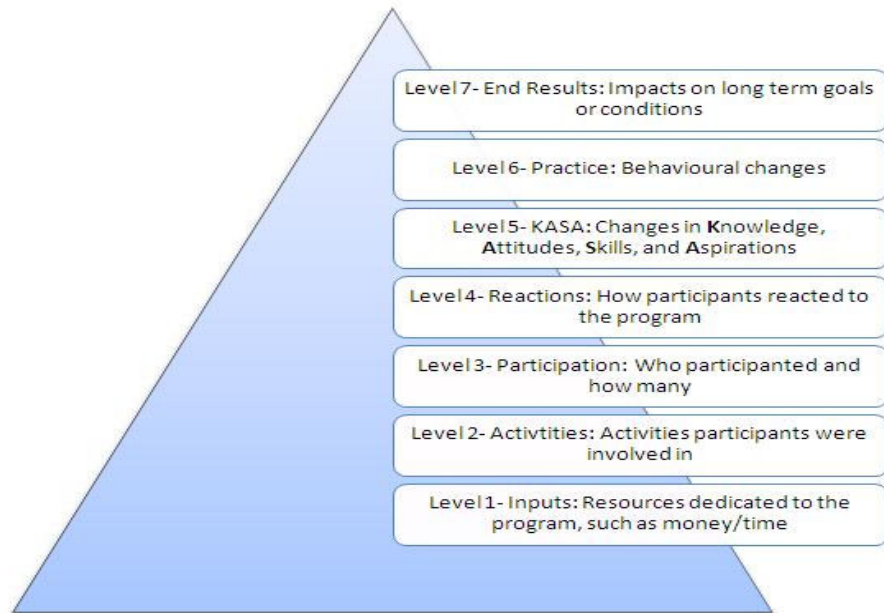 Level 7- End Results: Impacts on long term goals
or conditions
Level 6- Practice: Behavioural changes
Level 5- KASA: Changes in Knowledge,
Attitudes, Skills, and Aspirations
Level 4- Reactions: How participants reacted to
the program
Level 3- Participation: Who participanted and
how many
Level 2- Activtities: Activities participants were
involved in
Level 1- Inputs: Resources dedicated to the
program, such as money/time